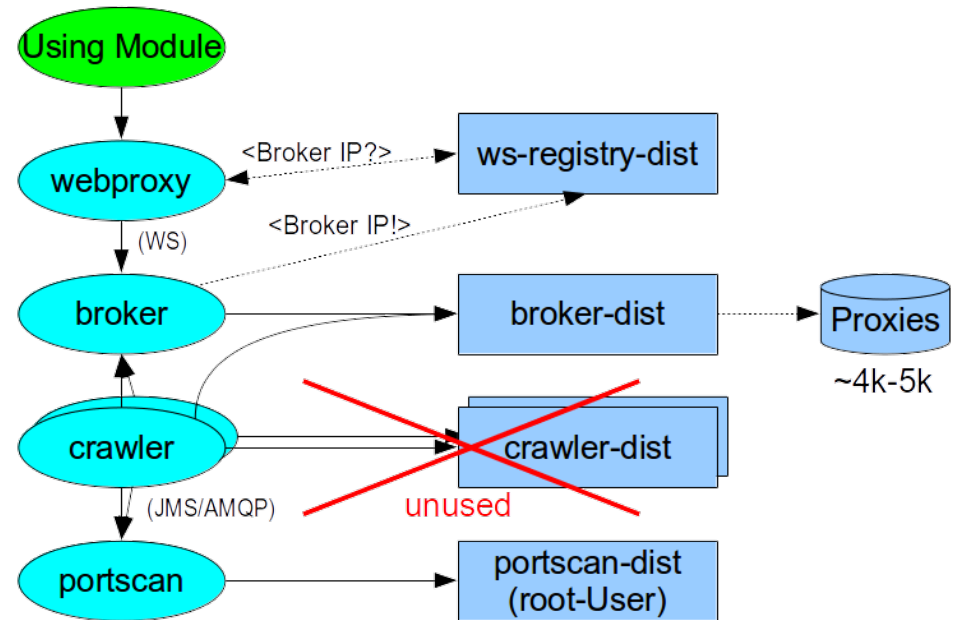 Using Module
<Broker IP?>
ws-registry-dist
webproxy
<Broker IP!>
(WS)
broker
broker-dist
Proxies
~4k-5k
crawler
crawler-dist
(JMS/AMQP)
unused
portscan
portscan-dist
(root-User)